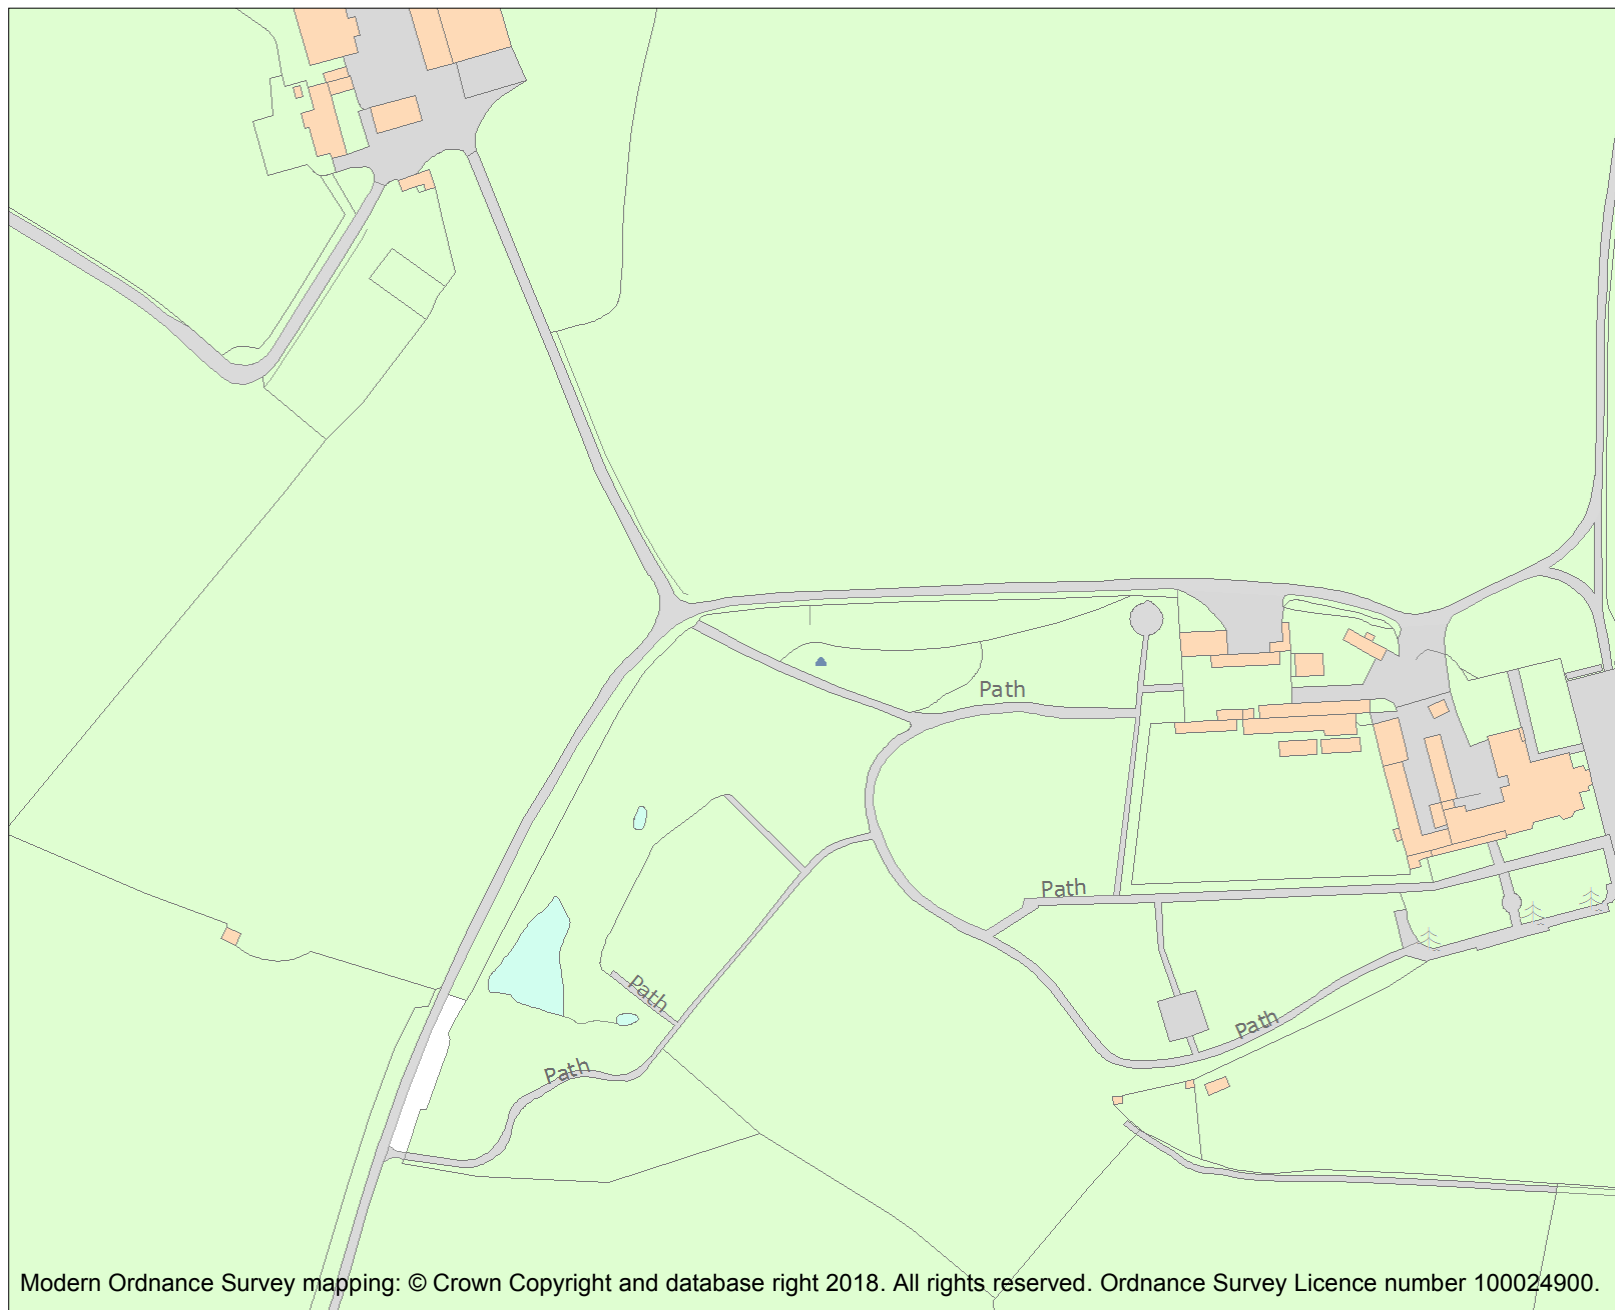 Path
Path
Path
Path
Path
Modern Ordnance Survey mapping: © Crown Copyright and database right 2018. All rights reserved. Ordnance Survey Licence number 100024900.